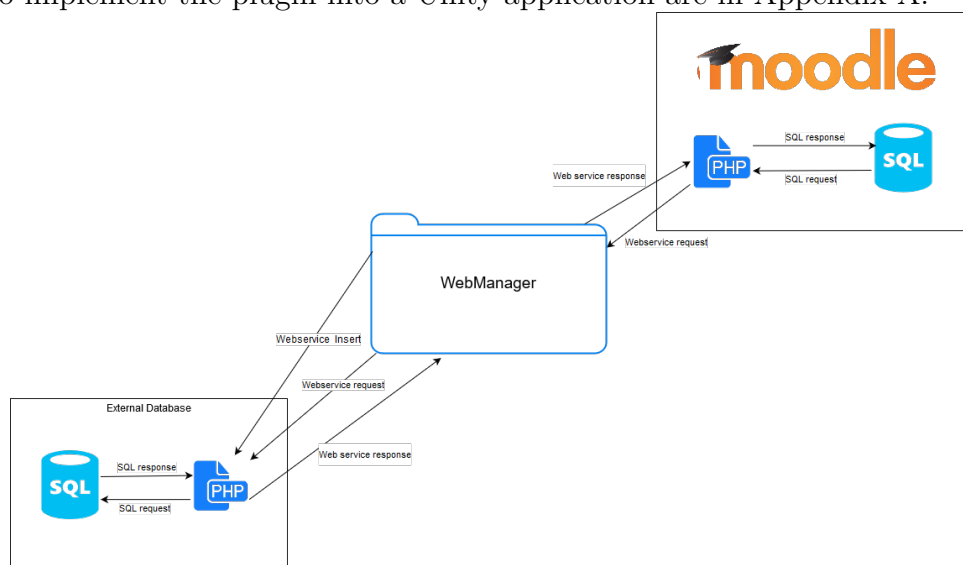 to implement the plugin into a Unity application are in Appendix A.
moodle
SQL response
PHP
SQL
SQL request
Web service response
Webservice request
WebManager
Webservice Insert
Webservice request
External Database
Web service response
SQL response
SQL
PHP
SQL request